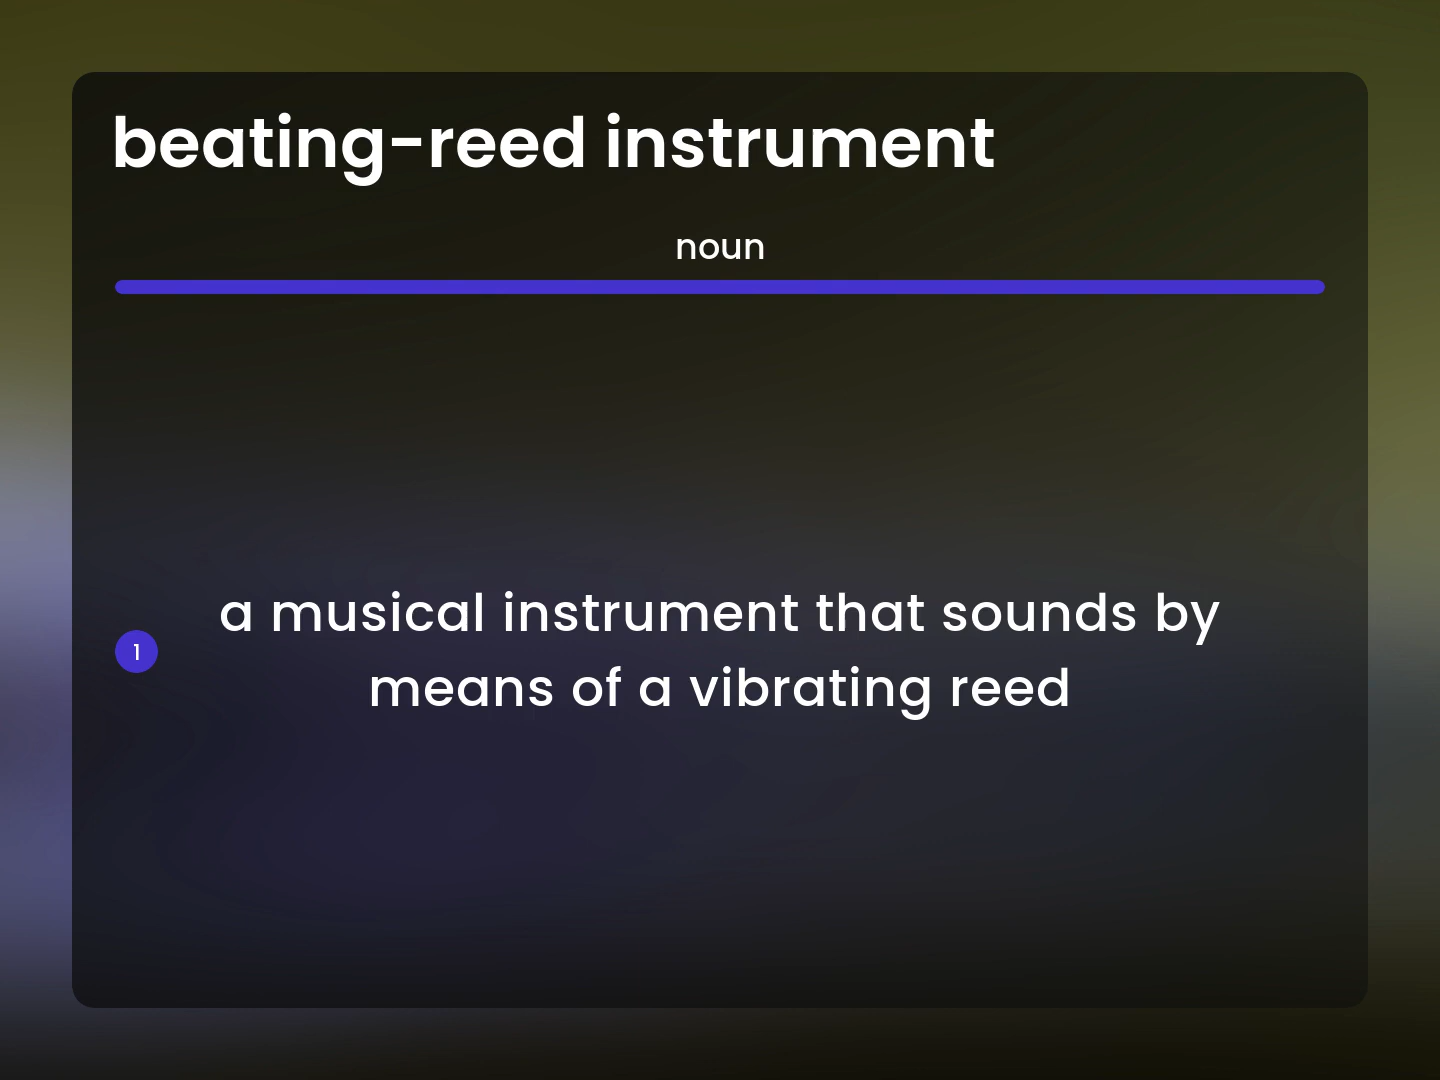 beating-reed instrument
noun
1
a musical instrument that sounds by
means of a vibrating reed